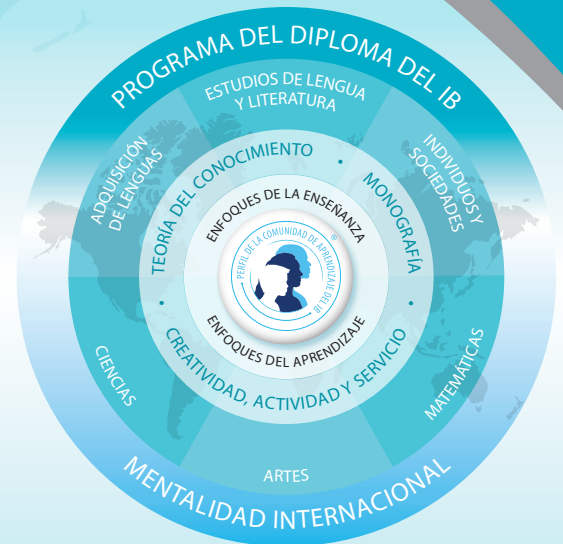 PROGRAMA DEL DIPLOMA DEL IB
ESTUDIOS DE LENGUA
Y LITERATURA
ADQUISICIÓN
DE LENGUAS
INDIVIDUOS Y
SOCIEDADES
TEORÍA DEL CONOCIMIENTO
•
MONOGRAFÍA
•
ENFOQUES DE LA ENSEÑANZA
PERFIL DE LA COMUNIDAD DE APRENDIZAJE DEL IB
®
ENFOQUES DEL APRENDIZAJE
•
CREATIVIDAD, ACTIVIDAD Y SERVICIO
CIENCIAS
MATEMÁTICAS
ARTES
MENTALIDAD INTERNACIONAL